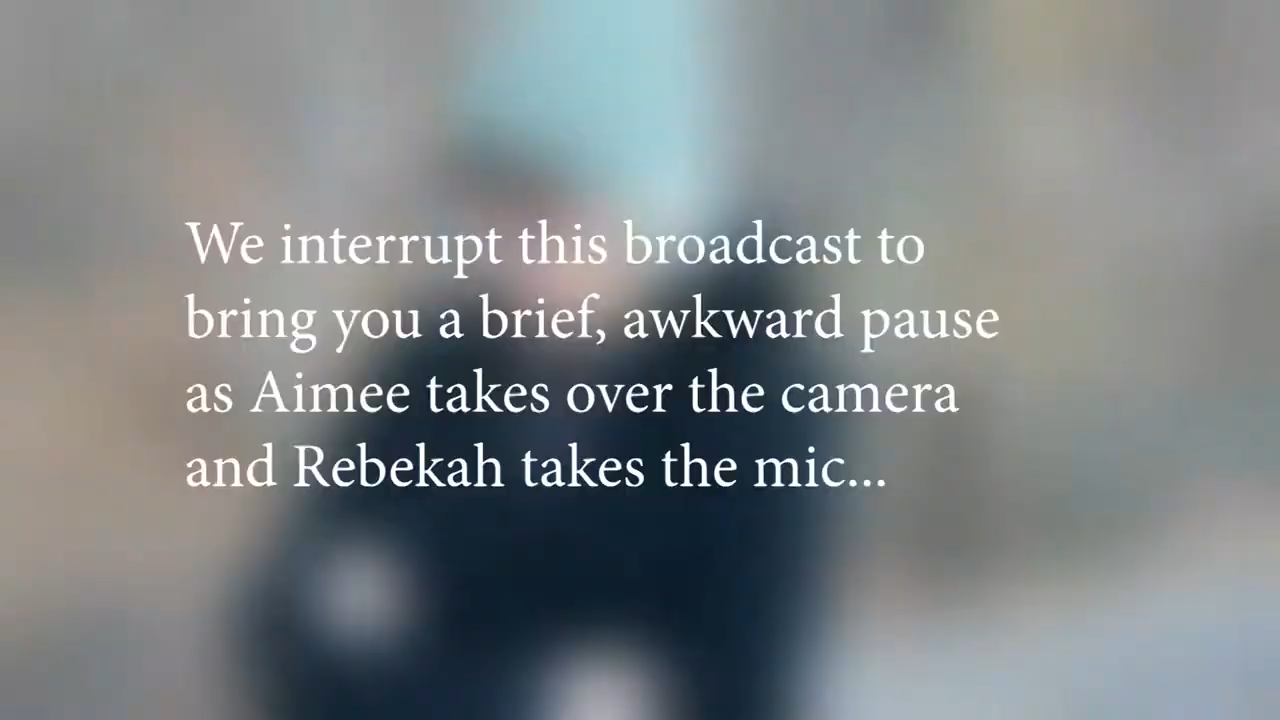 We interrupt this broadcast to
bring you a brief, awkward pause
as Aimee takes over the camera
and Rebekah takes the mic...